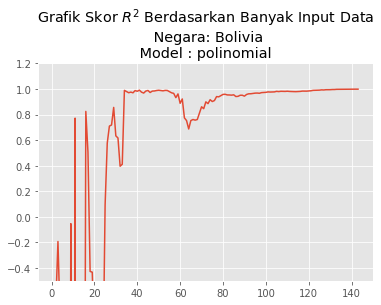 Grafik Skor R² Berdasarkan Banyak Input Data
Negara: Bolivia
Model : polinomial
1.2
1.0
0.8
0.6
0.4
0.2
0.0
−0.2
−0.4
0 20 40 60 80 100 120 140